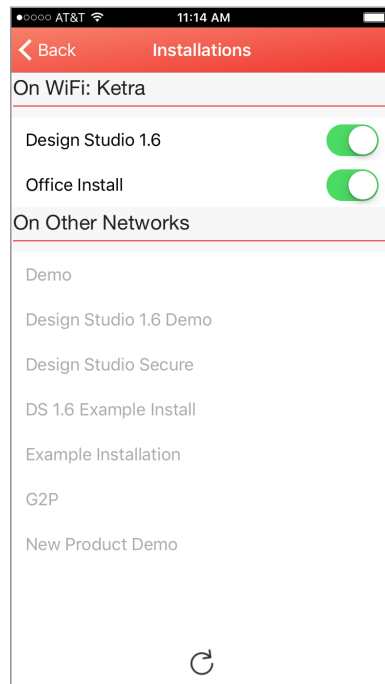 AT&T 11:14 AM
Back Installations
On WiFi: Ketra
Design Studio 1.6
Office Install
On Other Networks
Demo
Design Studio 1.6 Demo
Design Studio Secure
DS 1.6 Example Install
Example Installation
G2P
New Product Demo